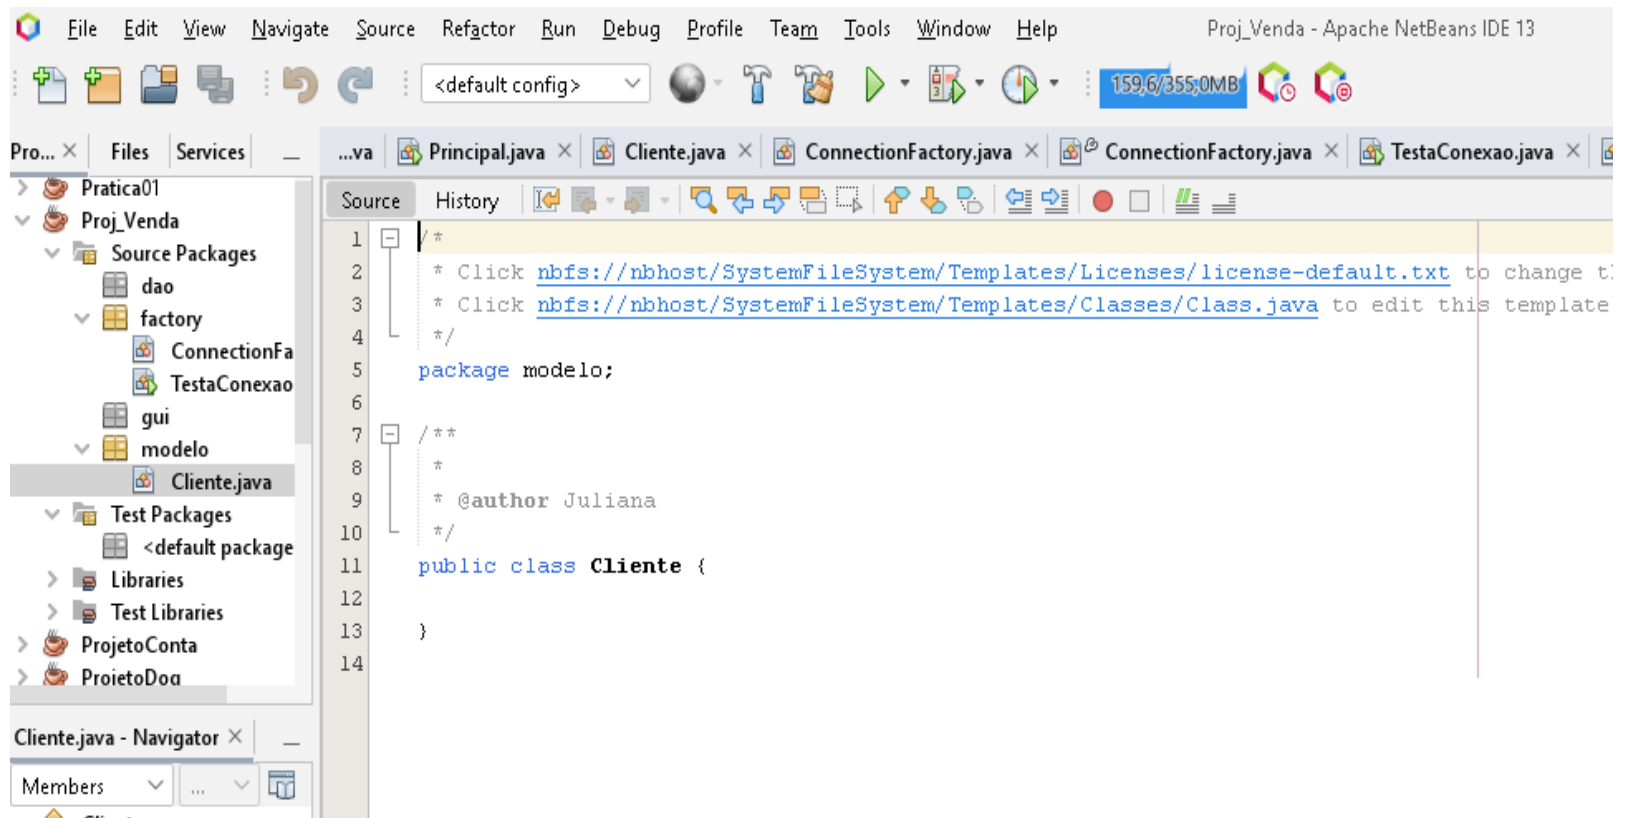 File Edit View Navigate Source Refactor Run Debug Profile Team Tools Window Help Proj_Venda - Apache NetBeans IDE 13
<default config> 159,6/355,0MB
Pro... Files Services
...va Principal.java Cliente.java ConnectionFactory.java ConnectionFactory.java TestaConexao.java
Source History
Pratica01
Proj_Venda
Source Packages
dao
factory
ConnectionFa
TestaConexao
gui
modelo
Cliente.java
Test Packages
<default package
Libraries
Test Libraries
ProjetoConta
ProjetoDog
1 /*
2 * Click nbfs://nbhost/SystemFileSystem/Templates/Licenses/license-default.txt to change t
3 * Click nbfs://nbhost/SystemFileSystem/Templates/Classes/Class.java to edit this template
4 */
5 package modelo;
6
7 /**
8 *
9 * @author Juliana
10 */
11 public class Cliente {
12
13 }
14
Cliente.java - Navigator
Members ...